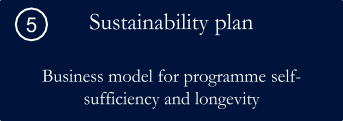 5
Sustainability plan
Business model for programme self-
sufficiency and longevity